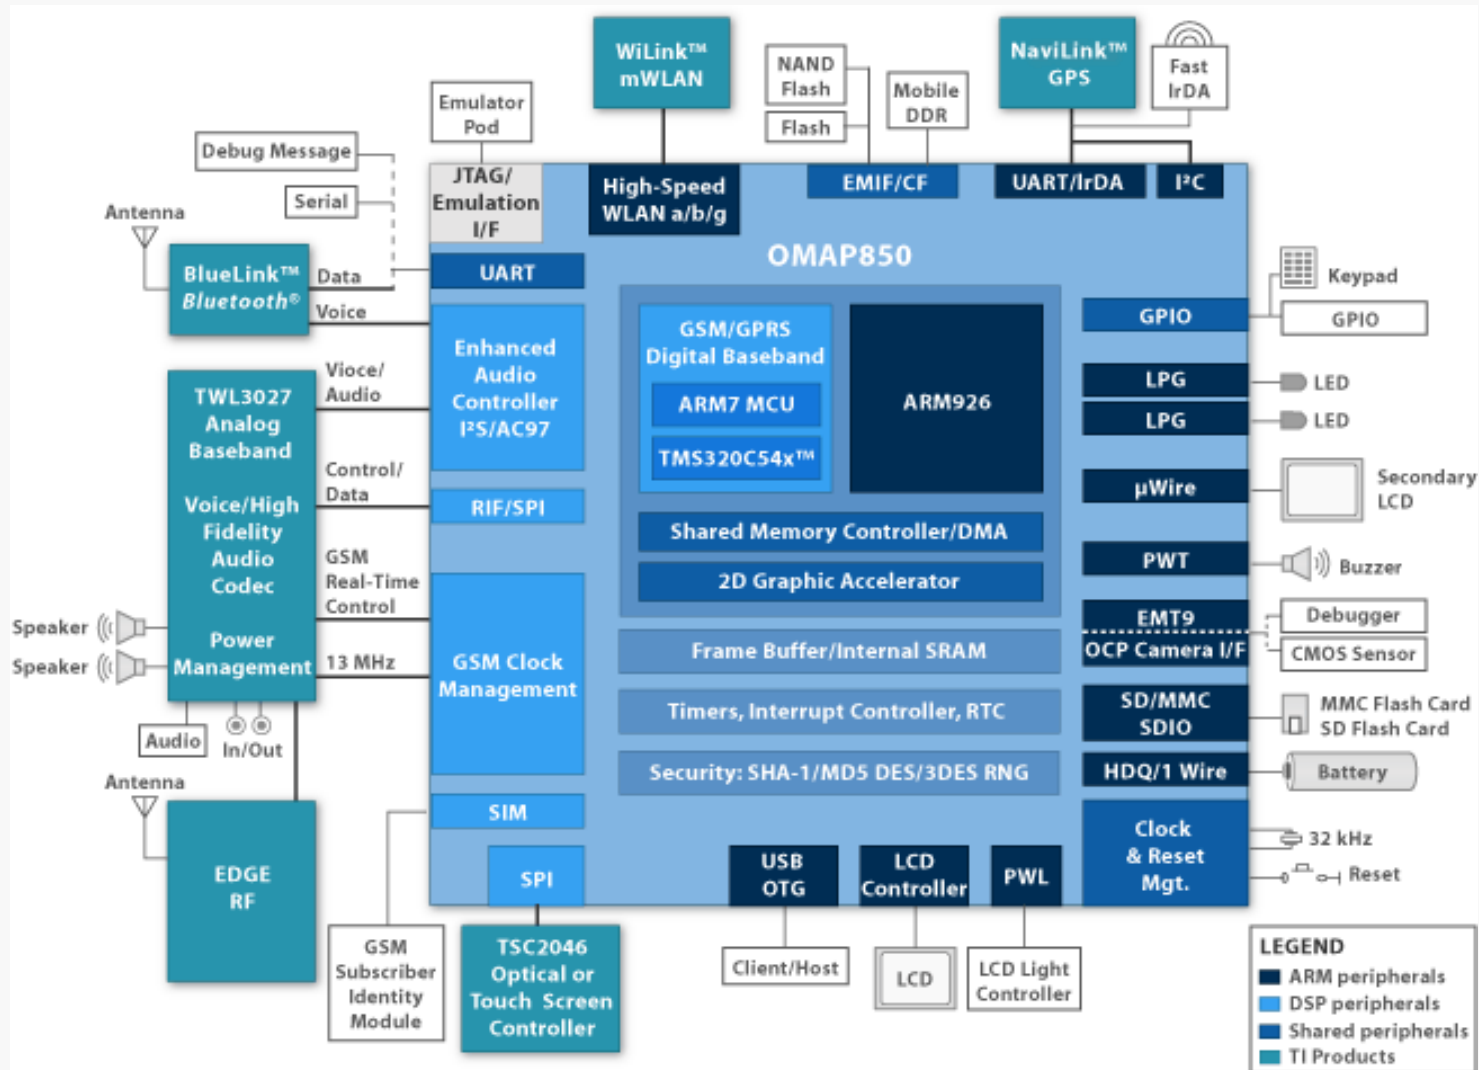 WiLink™
mWLAN
NAND
Flash
Flash
Mobile
DDR
NaviLink™
GPS
Fast
IrDA
Emulator
Pod
Debug Message
Serial
Antenna
BlueLink™
Bluetooth®
Data
Voice
JTAG/
Emulation
I/F
High-Speed
WLAN a/b/g
EMIF/CF
UART/IrDA
I²C
OMAP850
UART
Enhanced
Audio
Controller
I²S/AC97
GSM/GPRS
Digital Baseband
ARM7 MCU
TMS320C54x™
ARM926
Shared Memory Controller/DMA
2D Graphic Accelerator
Frame Buffer/Internal SRAM
Timers, Interrupt Controller, RTC
Security: SHA-1/MD5 DES/3DES RNG
GPIO
Keypad
GPIO
LPG
LED
LPG
LED
µWire
Secondary
LCD
PWT
Buzzer
EMT9
OCP Camera I/F
Debugger
CMOS Sensor
SD/MMC
SDIO
MMC Flash Card
SD Flash Card
HDQ/1 Wire
Battery
Clock
& Reset
Mgt.
32 kHz
Reset
TWL3027
Analog
Baseband
Voice/High
Fidelity
Audio
Codec
Power
Management
Vioce/
Audio
Control/
Data
GSM
Real-Time
Control
13 MHz
RIF/SPI
GSM Clock
Management
SIM
SPI
Speaker
Speaker
Audio
In/Out
Antenna
EDGE
RF
GSM
Subscriber
Identity
Module
TSC2046
Optical or
Touch Screen
Controller
USB
OTG
LCD
Controller
PWL
Client/Host
LCD
LCD Light
Controller
LEGEND
ARM peripherals
DSP peripherals
Shared peripherals
TI Products